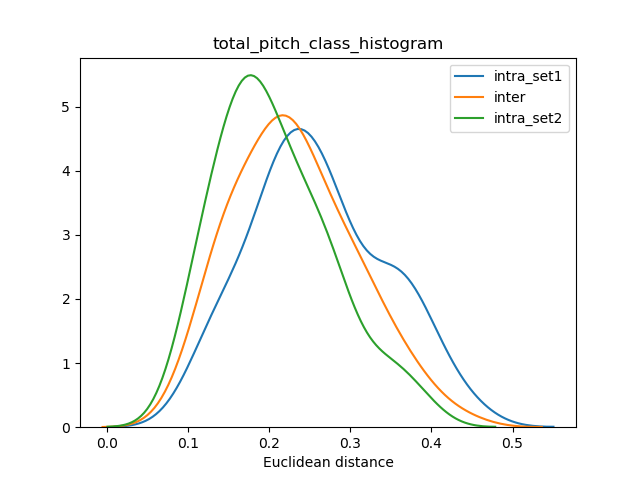 total_pitch_class_histogram
intra_set1
inter
intra_set2
5
4
3
2
1
0
0.0 0.1 0.2 0.3 0.4 0.5
Euclidean distance